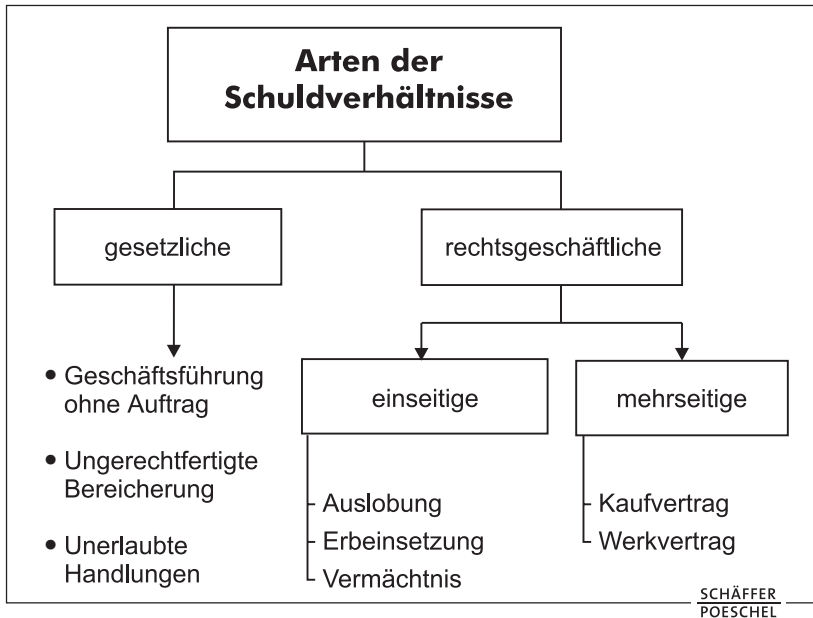 Arten der
Schuldverhältnisse
gesetzliche
rechtsgeschäftliche
• Geschäftsführung
ohne Auftrag
• Ungerechtfertigte
Bereicherung
• Unerlaubte
Handlungen
einseitige
- Auslobung
- Erbeinsetzung
- Vermächtnis
mehrseitige
- Kaufvertrag
- Werkvertrag
SCHÄFFER
POESCHEL